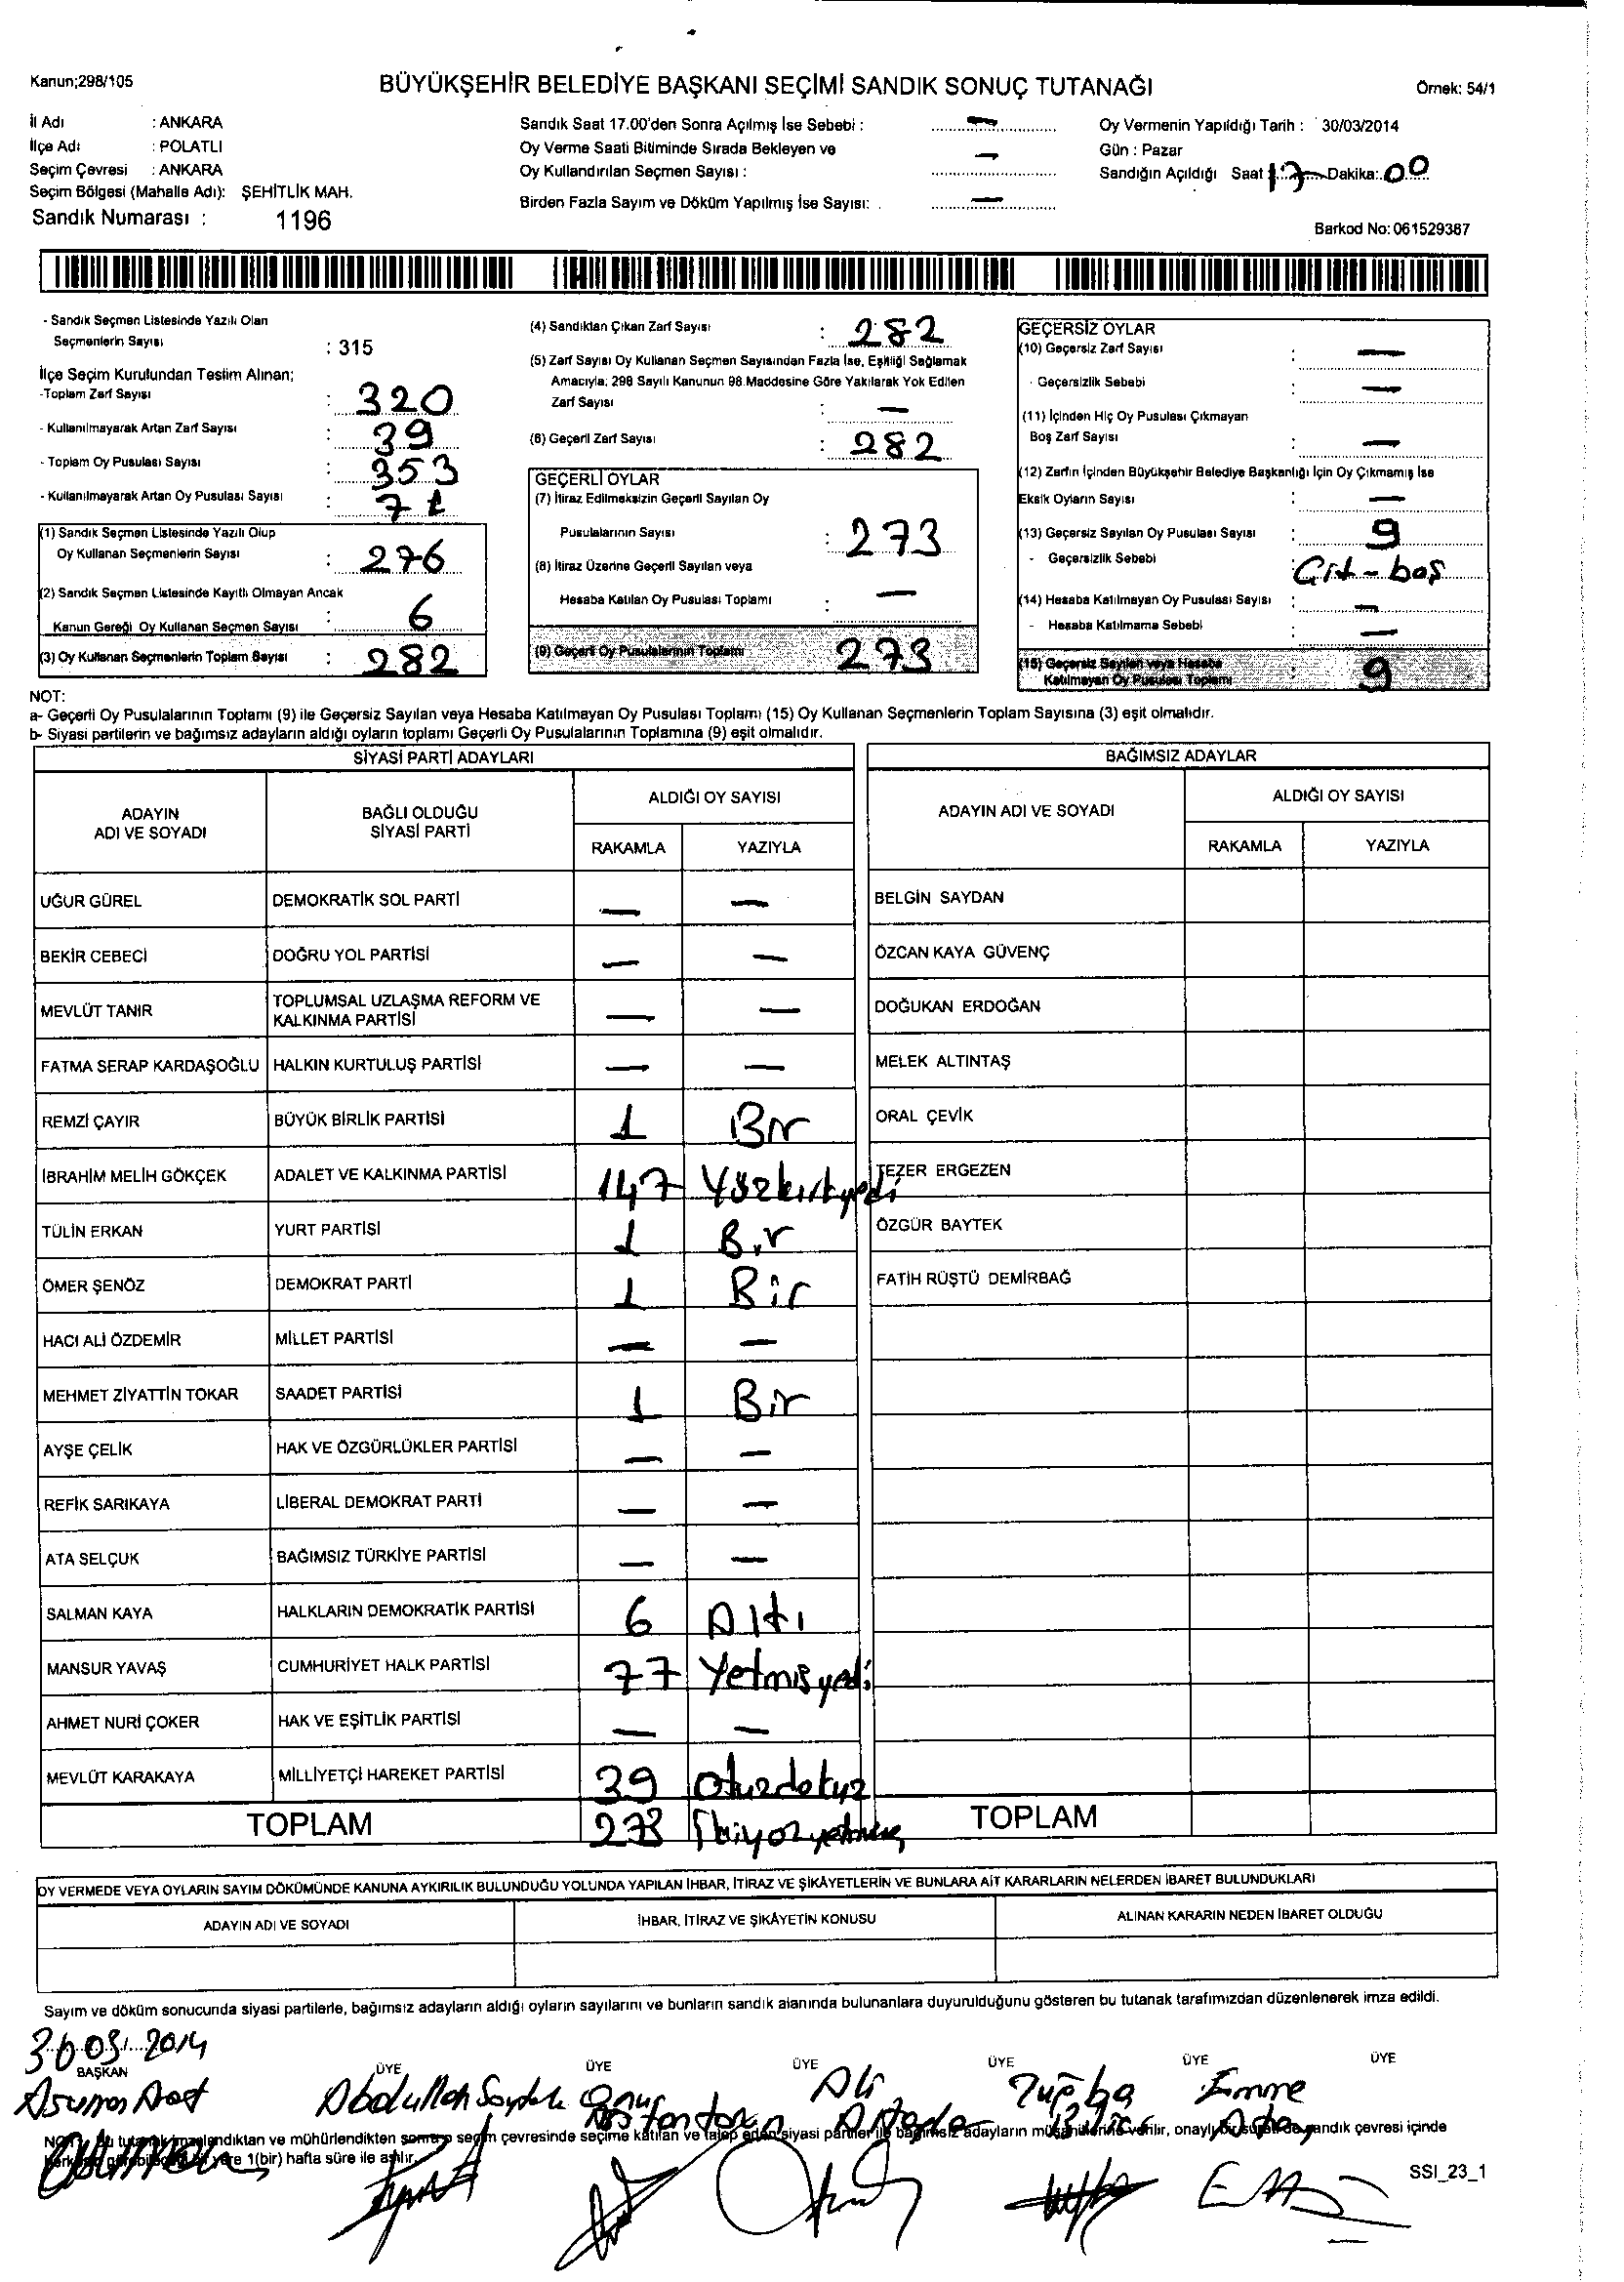 Kanun;298/105
BÜYÜKŞEHİR BELEDİYE BAŞKANI SEÇİMİ SANDIK SONUÇ TUTANAĞI
Örnek: 54/1
İl Adı : ANKARA
İlçe Adı : POLATLI
Seçim Çevresi : ANKARA
Seçim Bölgesi (Mahalle Adı): ŞEHİTLİK MAH.
Sandık Numarası : 1196
Sandık Saat 17.00'den Sonra Açılmış İse Sebebi : —
Oy Verme Saati Bitiminde Sırada Bekleyen ve
Oy Kullandırılan Seçmen Sayısı : —
Birden Fazla Sayım ve Döküm Yapılmış İse Sayısı: —
Oy Vermenin Yapıldığı Tarih : 30/03/2014
Gün : Pazar
Sandığın Açıldığı Saat 17 Dakika: 00
Barkod No: 061529387
- Sandık Seçmen Listesinde Yazılı Olan
Seçmenlerin Sayısı : 315
İlçe Seçim Kurulundan Teslim Alınan;
-Toplam Zarf Sayısı : 320
- Kullanılmayarak Artan Zarf Sayısı : 39
- Toplam Oy Pusulası Sayısı : 353
- Kullanılmayarak Artan Oy Pusulası Sayısı : 71
(1) Sandık Seçmen Listesinde Yazılı Olup
Oy Kullanan Seçmenlerin Sayısı : 276
(2) Sandık Seçmen Listesinde Kayıtlı Olmayan Ancak
Kanun Gereği Oy Kullanan Seçmen Sayısı : 6
(3) Oy Kullanan Seçmenlerin Toplam Sayısı : 282
(4) Sandıktan Çıkan Zarf Sayısı : 282
(5) Zarf Sayısı Oy Kullanan Seçmen Sayısından Fazla İse, Eşitliği Sağlamak
Amacıyla; 298 Sayılı Kanunun 98.Maddesine Göre Yakılarak Yok Edilen
Zarf Sayısı : —
(6) Geçerli Zarf Sayısı : 282
GEÇERLİ OYLAR
(7) İtiraz Edilmeksizin Geçerli Sayılan Oy
Pusulalarının Sayısı : 273
(8) İtiraz Üzerine Geçerli Sayılan veya
Hesaba Katılan Oy Pusulası Toplamı : —
(9) Geçerli Oy Pusulalarının Toplamı 273
GEÇERSİZ OYLAR
(10) Geçersiz Zarf Sayısı : —
- Geçersizlik Sebebi : —
(11) İçinden Hiç Oy Pusulası Çıkmayan
Boş Zarf Sayısı : —
(12) Zarfın İçinden Büyükşehir Belediye Başkanlığı İçin Oy Çıkmamış İse
Eksik Oyların Sayısı : —
(13) Geçersiz Sayılan Oy Pusulası Sayısı : 9
- Geçersizlik Sebebi : Çift-boş
(14) Hesaba Katılmayan Oy Pusulası Sayısı : —
- Hesaba Katılmama Sebebi : —
(15) Geçersiz Sayılan veya Hesaba
Katılmayan Oy Pusulası Toplamı 9
NOT:
a- Geçerli Oy Pusulalarının Toplamı (9) ile Geçersiz Sayılan veya Hesaba Katılmayan Oy Pusulası Toplamı (15) Oy Kullanan Seçmenlerin Toplam Sayısına (3) eşit olmalıdır.
b- Siyasi partilerin ve bağımsız adayların aldığı oyların toplamı Geçerli Oy Pusulalarının Toplamına (9) eşit olmalıdır.
SİYASİ PARTİ ADAYLARI
ADAYIN ADI VE SOYADI BAĞLI OLDUĞU SİYASİ PARTİ ALDIĞI OY SAYISI
RAKAMLA YAZIYLA
UĞUR GÜREL DEMOKRATİK SOL PARTİ — —
BEKİR CEBECİ DOĞRU YOL PARTİSİ — —
MEVLÜT TANIR TOPLUMSAL UZLAŞMA REFORM VE KALKINMA PARTİSİ — —
FATMA SERAP KARDAŞOĞLU HALKIN KURTULUŞ PARTİSİ — —
REMZİ ÇAYIR BÜYÜK BİRLİK PARTİSİ 1 Bir
İBRAHİM MELİH GÖKÇEK ADALET VE KALKINMA PARTİSİ 147 Yüzkırkyedi
TÜLİN ERKAN YURT PARTİSİ 1 Bir
ÖMER ŞENÖZ DEMOKRAT PARTİ 1 Bir
HACI ALİ ÖZDEMİR MİLLET PARTİSİ — —
MEHMET ZİYATTİN TOKAR SAADET PARTİSİ 1 Bir
AYŞE ÇELİK HAK VE ÖZGÜRLÜKLER PARTİSİ — —
REFİK SARIKAYA LİBERAL DEMOKRAT PARTİ — —
ATA SELÇUK BAĞIMSIZ TÜRKİYE PARTİSİ — —
SALMAN KAYA HALKLARIN DEMOKRATİK PARTİSİ 6 Altı
MANSUR YAVAŞ CUMHURİYET HALK PARTİSİ 77 Yetmişyedi
AHMET NURİ ÇOKER HAK VE EŞİTLİK PARTİSİ — —
MEVLÜT KARAKAYA MİLLİYETÇİ HAREKET PARTİSİ 39 Otuzdokuz
TOPLAM 273
BAĞIMSIZ ADAYLAR
ADAYIN ADI VE SOYADI ALDIĞI OY SAYISI
RAKAMLA YAZIYLA
BELGİN SAYDAN
ÖZCAN KAYA GÜVENÇ
DOĞUKAN ERDOĞAN
MELEK ALTINTAŞ
ORAL ÇEVİK
TEZER ERGEZEN
ÖZGÜR BAYTEK
FATİH RÜŞTÜ DEMİRBAĞ
TOPLAM
OY VERMEDE VEYA OYLARIN SAYIM DÖKÜMÜNDE KANUNA AYKIRILIK BULUNDUĞU YOLUNDA YAPILAN İHBAR, İTİRAZ VE ŞİKAYETLERİN VE BUNLARA AİT KARARLARIN NELERDEN İBARET BULUNDUKLARI
ADAYIN ADI VE SOYADI İHBAR, İTİRAZ VE ŞİKAYETİN KONUSU ALINAN KARARIN NEDEN İBARET OLDUĞU
Sayım ve döküm sonucunda siyasi partilerle, bağımsız adayların aldığı oyların sayılarını ve bunların sandık alanında bulunanlara duyurulduğunu gösteren bu tutanak tarafımızdan düzenlenerek imza edildi.
30.03.2014
BAŞKAN ÜYE ÜYE ÜYE ÜYE ÜYE ÜYE
Abdullah Ali Tuğba Emine
seçim çevresinde seçime katılan ve talep eden siyasi partiler ile bağımsız adayların verilir, sandık çevresi içinde
1(bir) hafta süre ile asılır.
SSI_23_1